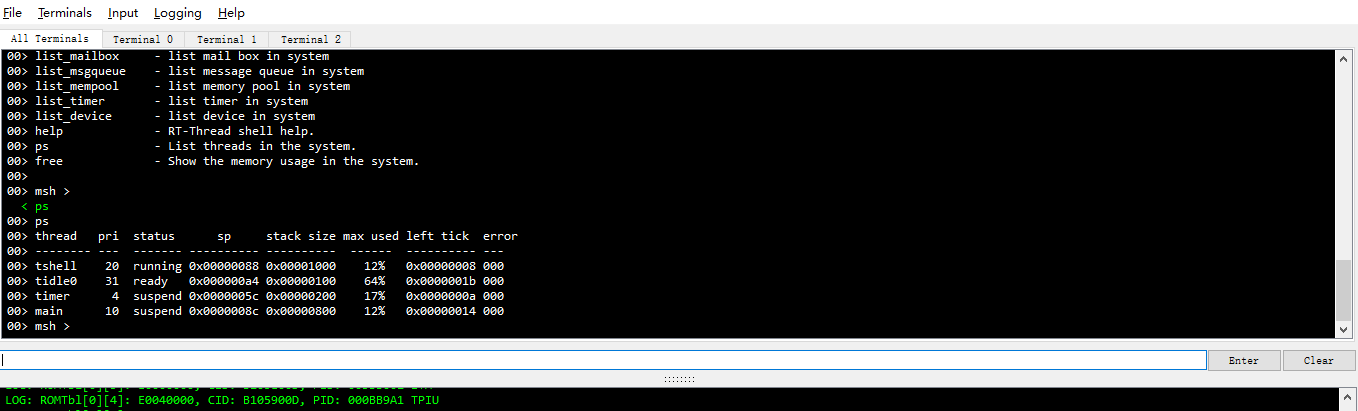 File Terminals Input Logging Help
All Terminals Terminal 0 Terminal 1 Terminal 2
00> list_mailbox - list mail box in system
00> list_msgqueue - list message queue in system
00> list_mempool - list memory pool in system
00> list_timer - list timer in system
00> list_device - list device in system
00> help - RT-Thread shell help.
00> ps - List threads in the system.
00> free - Show the memory usage in the system.
00>
00> msh >
< ps
00> ps
00> thread pri status sp stack size max used left tick error
00> -------- --- ------- ---------- ---------- ------ ---------- ---
00> tshell 20 running 0x00000088 0x00001000 12% 0x00000008 000
00> tidle0 31 ready 0x000000a4 0x00000100 64% 0x0000001b 000
00> timer 4 suspend 0x0000005c 0x00000200 17% 0x0000000a 000
00> main 10 suspend 0x0000008c 0x00000800 12% 0x00000014 000
00> msh >
Enter Clear
LOG: ROMTbl[0][4]: E0040000, CID: B105900D, PID: 000BB9A1 TPIU